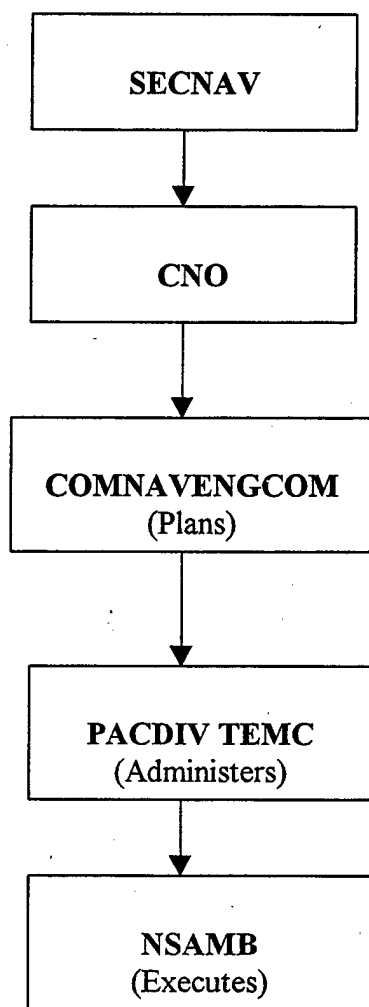 SECNAV
CNO
COMNAVENGCOM
(Plans)
PACDIV TEMC
(Administers)
NSAMB
(Executes)